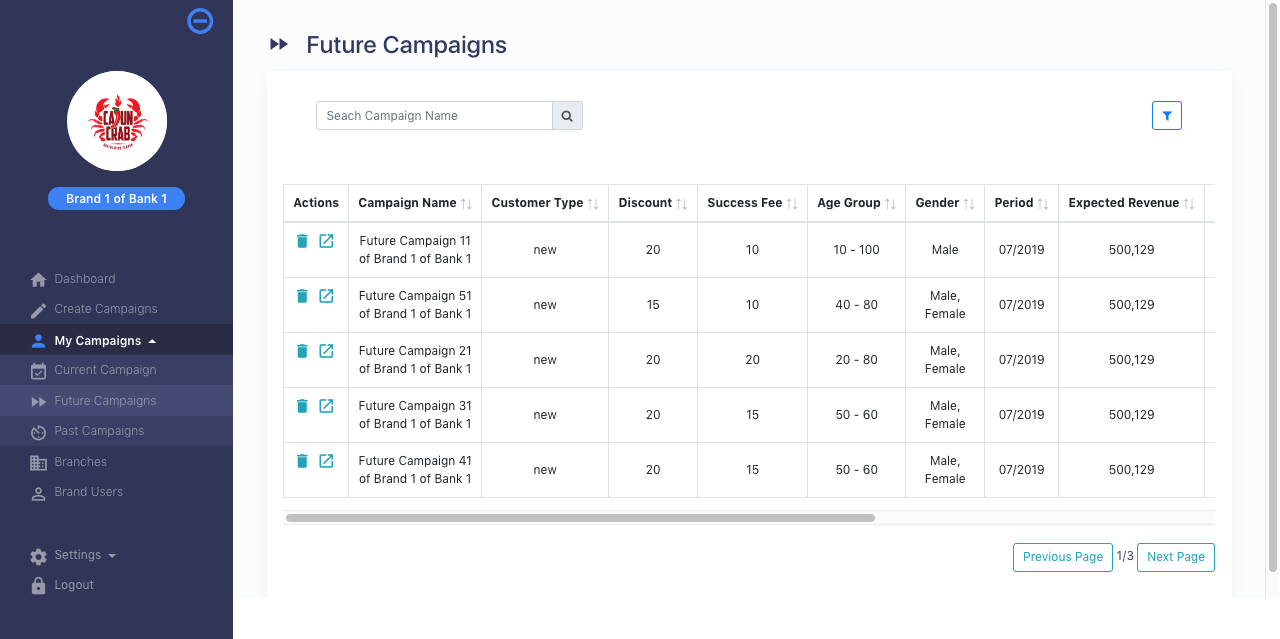 CAJUN
CRAB
Brand 1 of Bank 1
Dashboard
Create Campaigns
My Campaigns
Current Campaign
Future Campaigns
Past Campaigns
Branches
Brand Users
Settings
Logout
Future Campaigns
Seach Campaign Name
Actions Campaign Name Customer Type Discount Success Fee Age Group Gender Period Expected Revenue
Future Campaign 11
of Brand 1 of Bank 1
new 20 10 10 - 100 Male 07/2019 500,129
Future Campaign 51
of Brand 1 of Bank 1
new 15 10 40 - 80 Male,
Female
07/2019 500,129
Future Campaign 21
of Brand 1 of Bank 1
new 20 20 20 - 80 Male,
Female
07/2019 500,129
Future Campaign 31
of Brand 1 of Bank 1
new 20 15 50 - 60 Male,
Female
07/2019 500,129
Future Campaign 41
of Brand 1 of Bank 1
new 20 15 50 - 60 Male,
Female
07/2019 500,129
Previous Page 1/3 Next Page